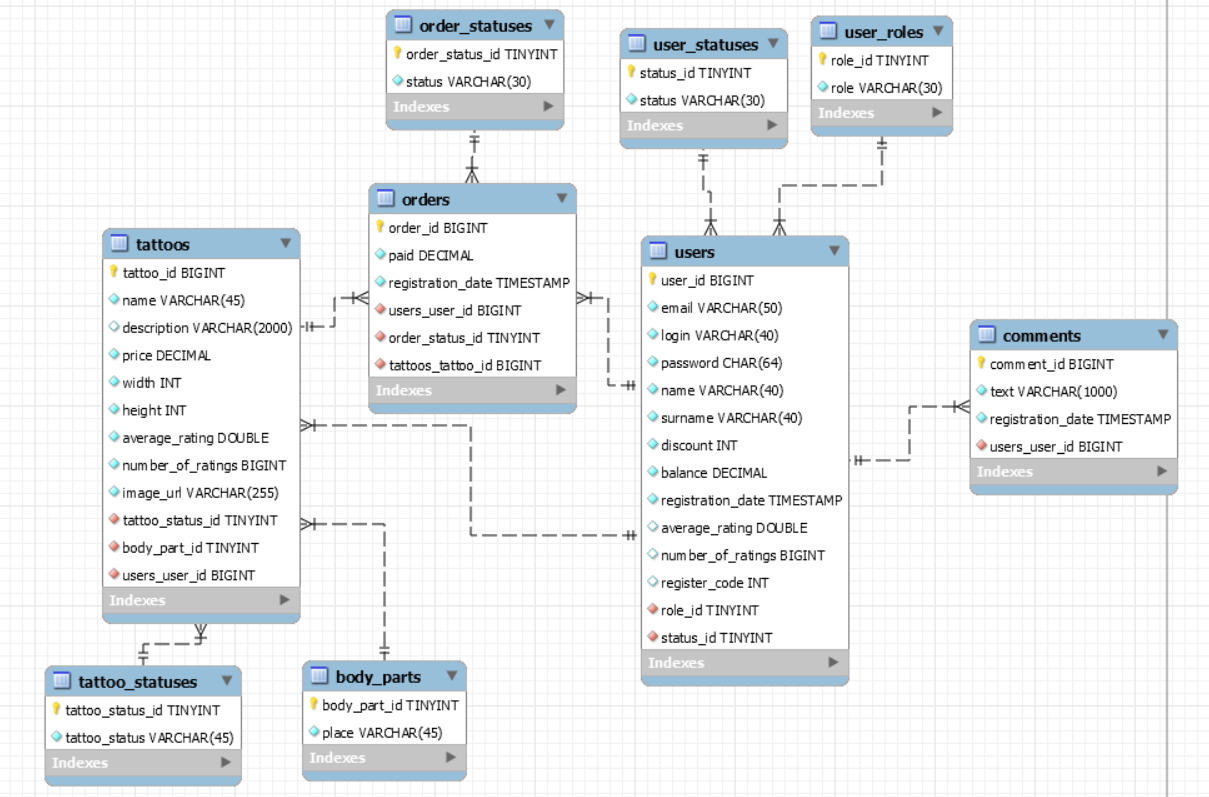 order_statuses
order_status_id TINYINT
status VARCHAR(30)
Indexes
user_statuses
status_id TINYINT
status VARCHAR(30)
Indexes
user_roles
role_id TINYINT
role VARCHAR(30)
Indexes
orders
order_id BIGINT
paid DECIMAL
registration_date TIMESTAMP
users_user_id BIGINT
order_status_id TINYINT
tattoos_tattoo_id BIGINT
Indexes
tattoos
tattoo_id BIGINT
name VARCHAR(45)
description VARCHAR(2000)
price DECIMAL
width INT
height INT
average_rating DOUBLE
number_of_ratings BIGINT
image_url VARCHAR(255)
tattoo_status_id TINYINT
body_part_id TINYINT
users_user_id BIGINT
Indexes
users
user_id BIGINT
email VARCHAR(50)
login VARCHAR(40)
password CHAR(64)
name VARCHAR(40)
surname VARCHAR(40)
discount INT
balance DECIMAL
registration_date TIMESTAMP
average_rating DOUBLE
number_of_ratings BIGINT
register_code INT
role_id TINYINT
status_id TINYINT
Indexes
comments
comment_id BIGINT
text VARCHAR(1000)
registration_date TIMESTAMP
users_user_id BIGINT
Indexes
tattoo_statuses
tattoo_status_id TINYINT
tattoo_status VARCHAR(45)
Indexes
body_parts
body_part_id TINYINT
place VARCHAR(45)
Indexes